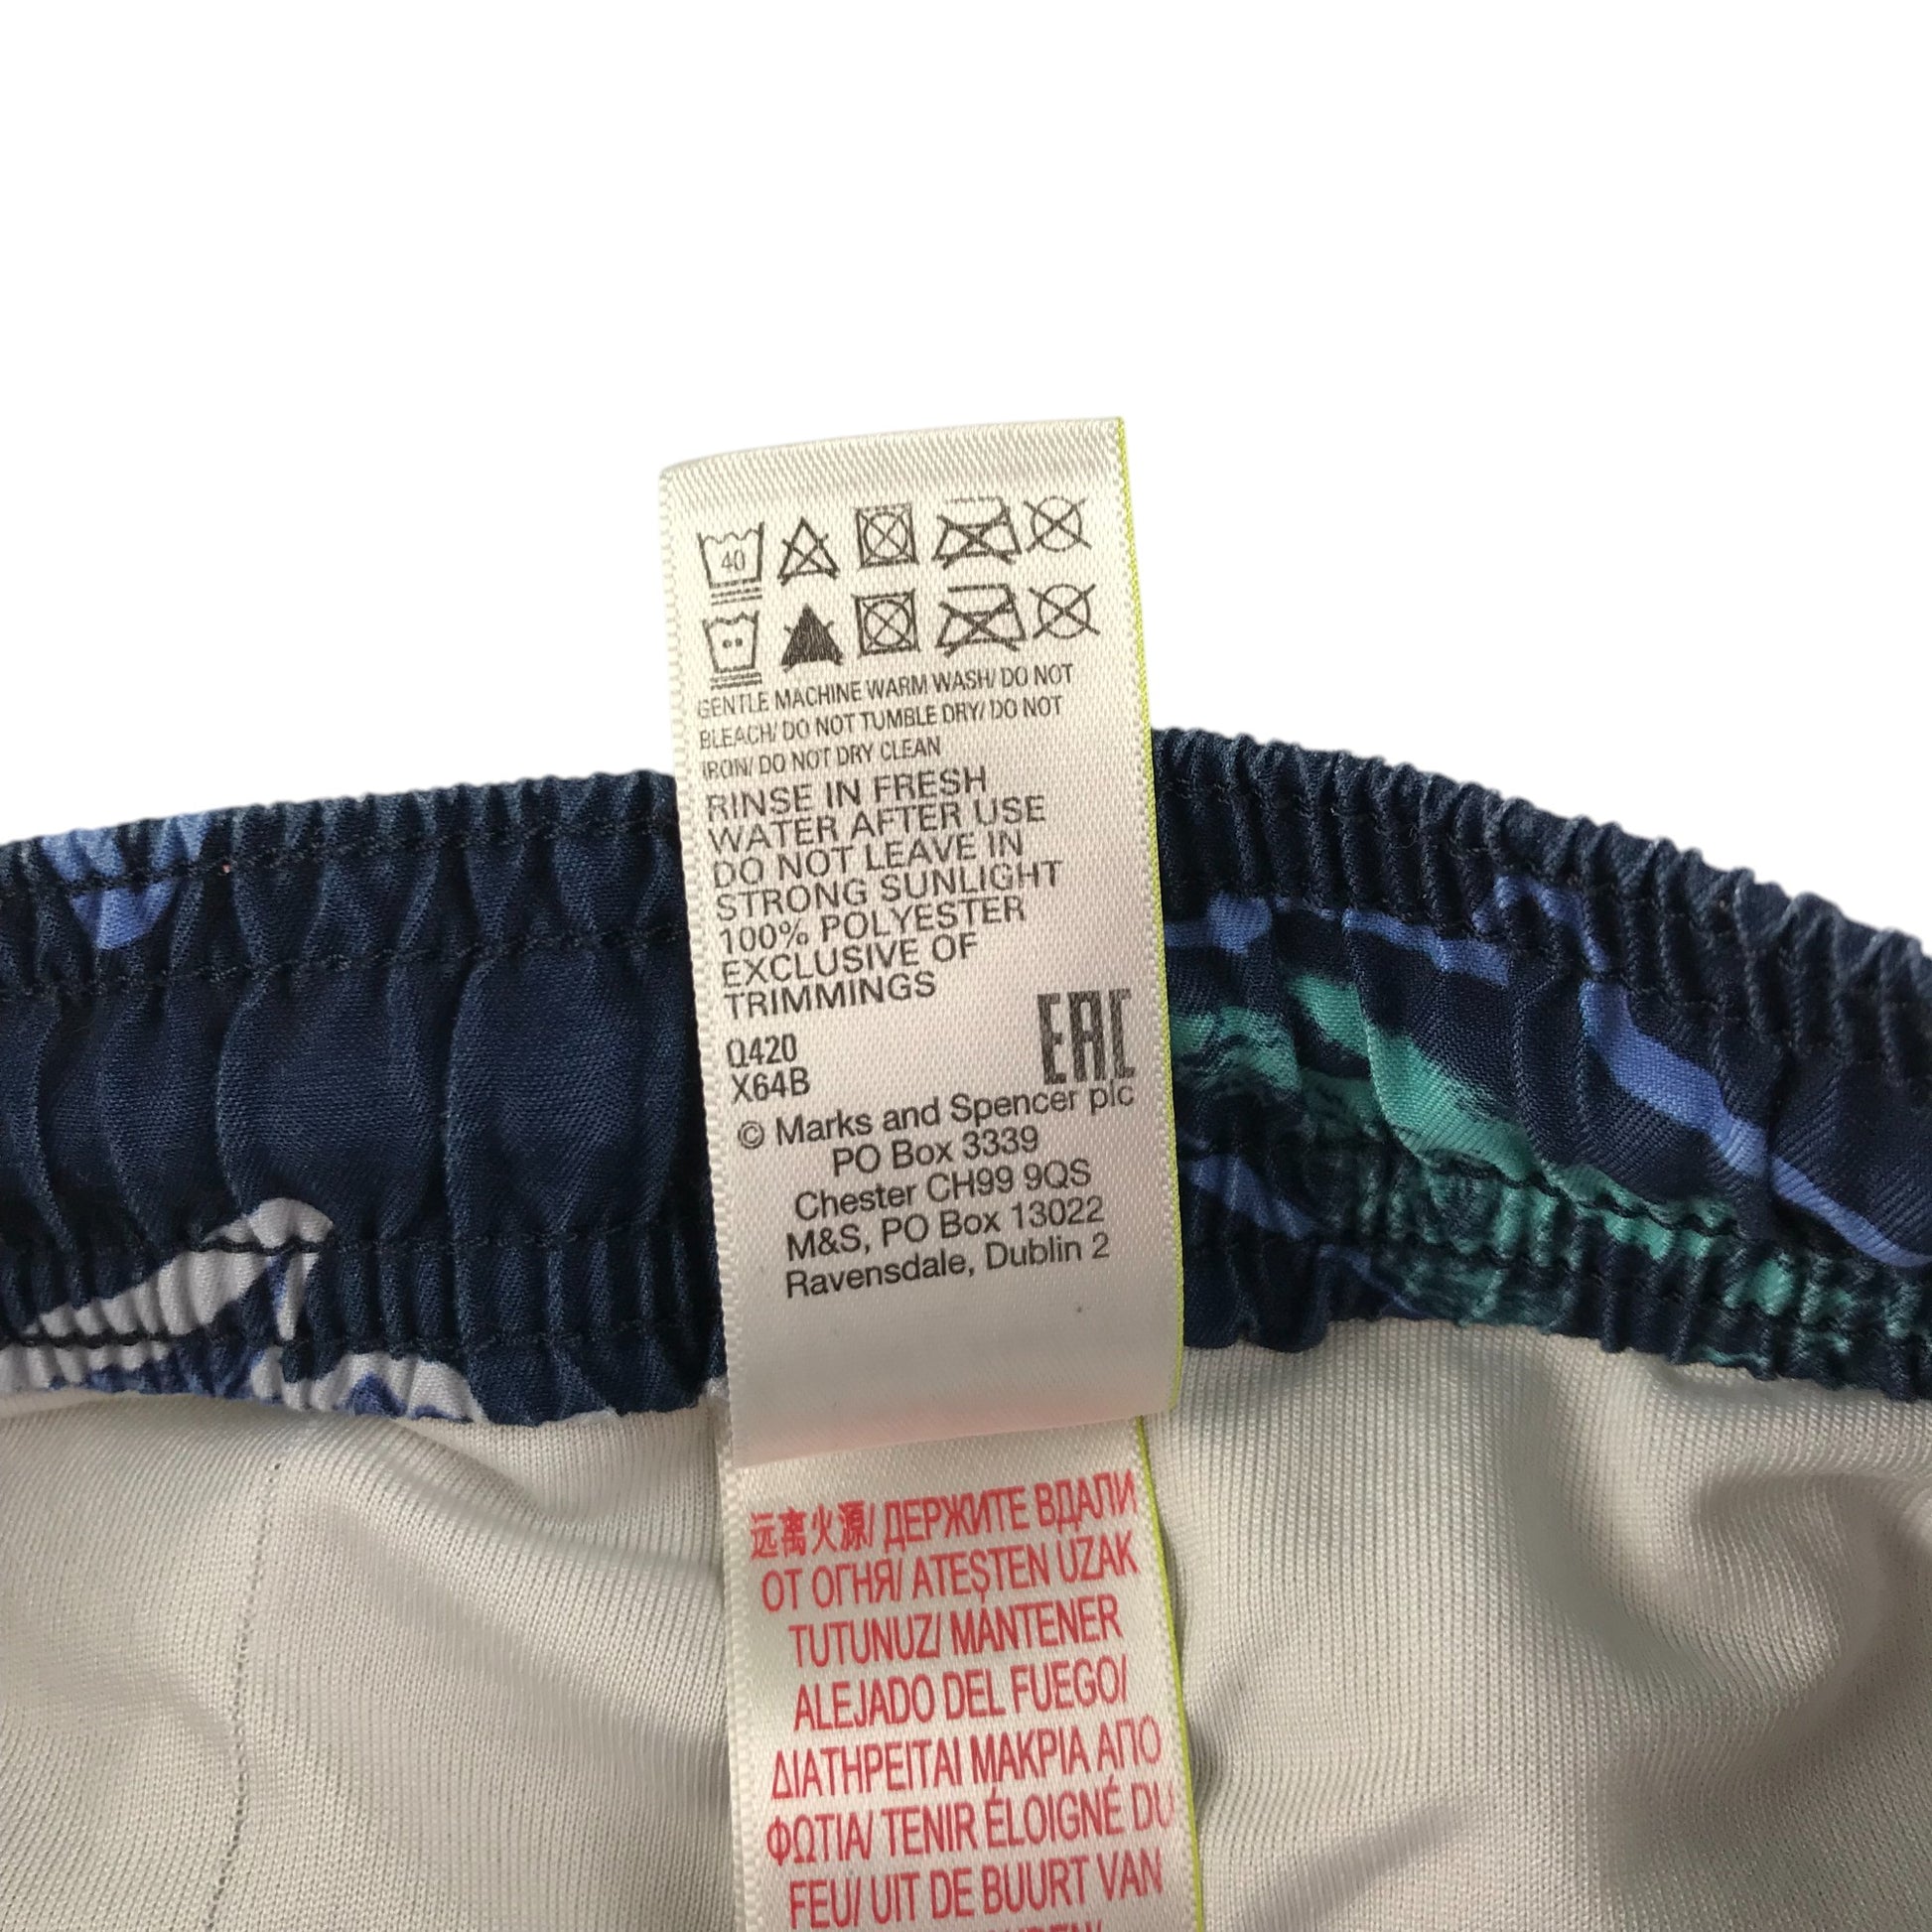 40
GENTLE MACHINE WARM WASH/ DO NOT
BLEACH/ DO NOT TUMBLE DRY/ DO NOT
IRON/ DO NOT DRY CLEAN
RINSE IN FRESH
WATER AFTER USE
DO NOT LEAVE IN
STRONG SUNLIGHT
100% POLYESTER
EXCLUSIVE OF
TRIMMINGS
Q420
X64B
EAC
© Marks and Spencer plc
PO Box 3339
Chester CH99 9QS
M&S, PO Box 13022
Ravensdale, Dublin 2
远离火源/ ДЕРЖИТЕ ВДАЛИ
ОТ ОГНЯ/ ATEŞTEN UZAK
TUTUNUZ/ MANTENER
ALEJADO DEL FUEGO/
ΔΙΑΤΗΡΕΙΤΑΙ ΜΑΚΡΙΑ ΑΠΟ
ΦΩΤΙΑ/ TENIR ÉLOIGNÉ DU
FEU/ UIT DE BUURT VAN